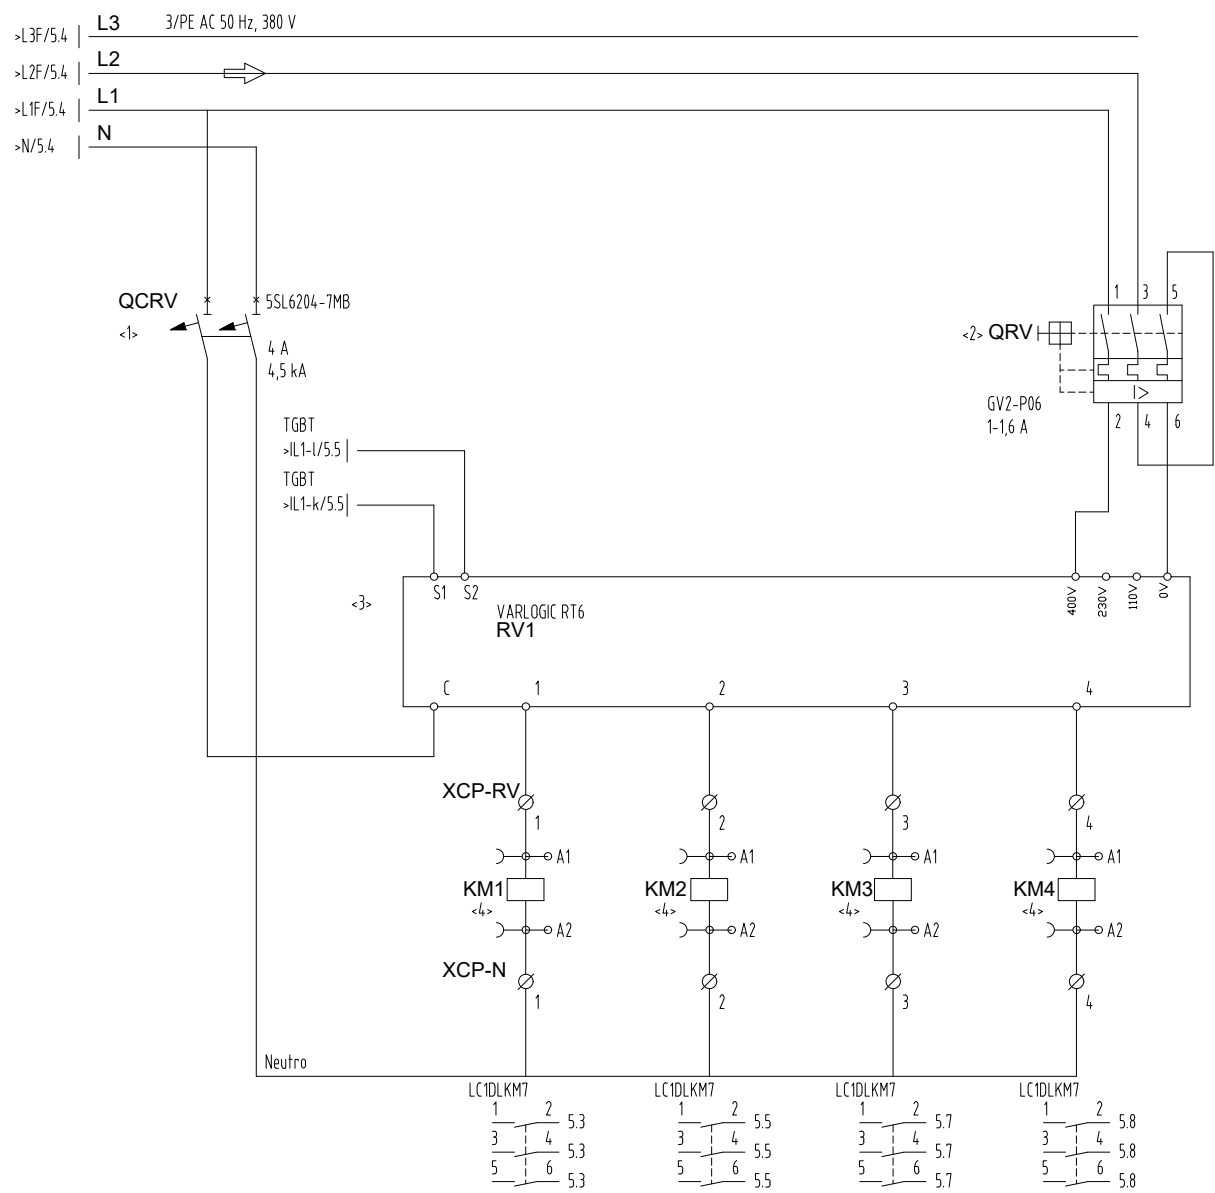 L3 3/PE AC 50 Hz, 380 V
>L3F/5.4
L2
>L2F/5.4
L1
>L1F/5.4
N
>N/5.4
QCRV 5SL6204-7MB
<1>
4 A
4,5 kA
1 3 5
<2> QRV
GV2-P06
1-1,6 A
2 4 6
TGBT
>IL1-l/5.5
TGBT
>IL1-k/5.5
S1 S2 400V 230V 110V 0V
<3>
VARLOGIC RT6
RV1
C 1 2 3 4
XCP-RV
1 2 3 4
A1 A1 A1 A1
KM1 KM2 KM3 KM4
<4> <4> <4> <4>
A2 A2 A2 A2
XCP-N
1 2 3 4
Neutro
LC1DLKM7 LC1DLKM7 LC1DLKM7 LC1DLKM7
1 2 5.3 1 2 5.5 1 2 5.7 1 2 5.8
3 4 5.3 3 4 5.5 3 4 5.7 3 4 5.8
5 6 5.3 5 6 5.5 5 6 5.7 5 6 5.8